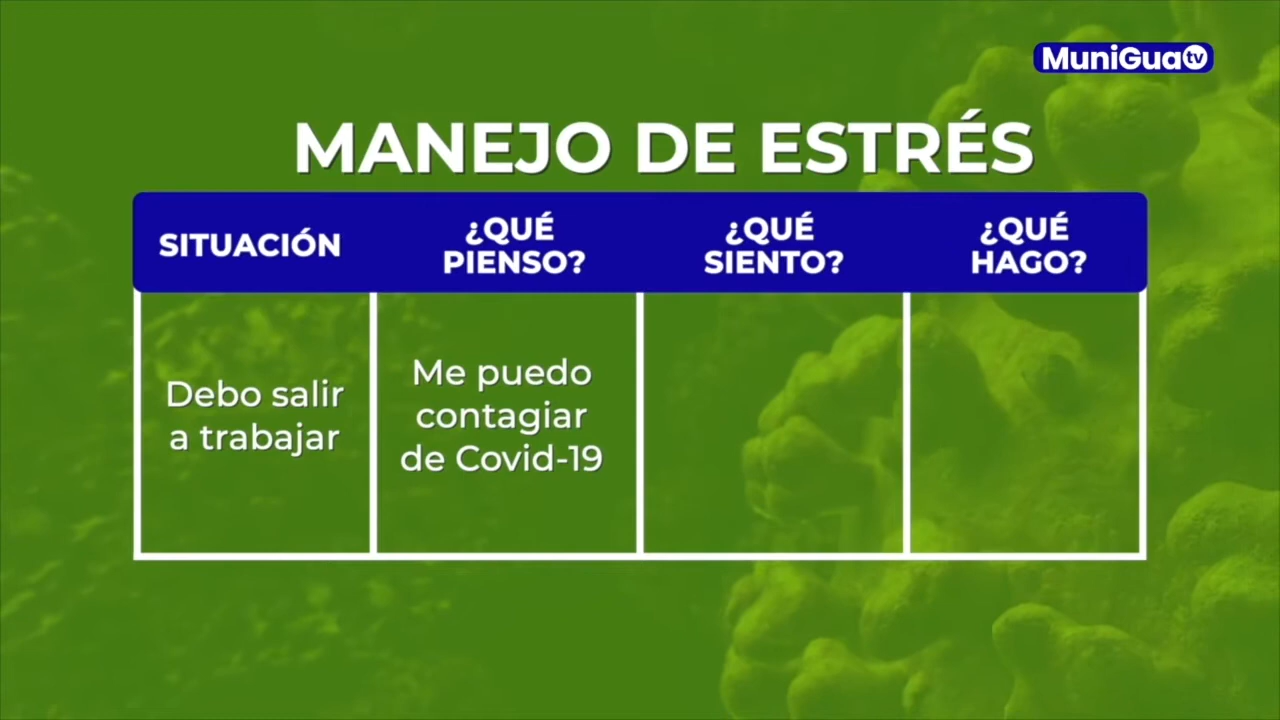 MuniGuatv
MANEJO DE ESTRÉS
SITUACIÓN
¿QUÉ
PIENSO?
¿QUÉ
SIENTO?
¿QUÉ
HAGO?
Debo salir
a trabajar
Me puedo
contagiar
de Covid-19